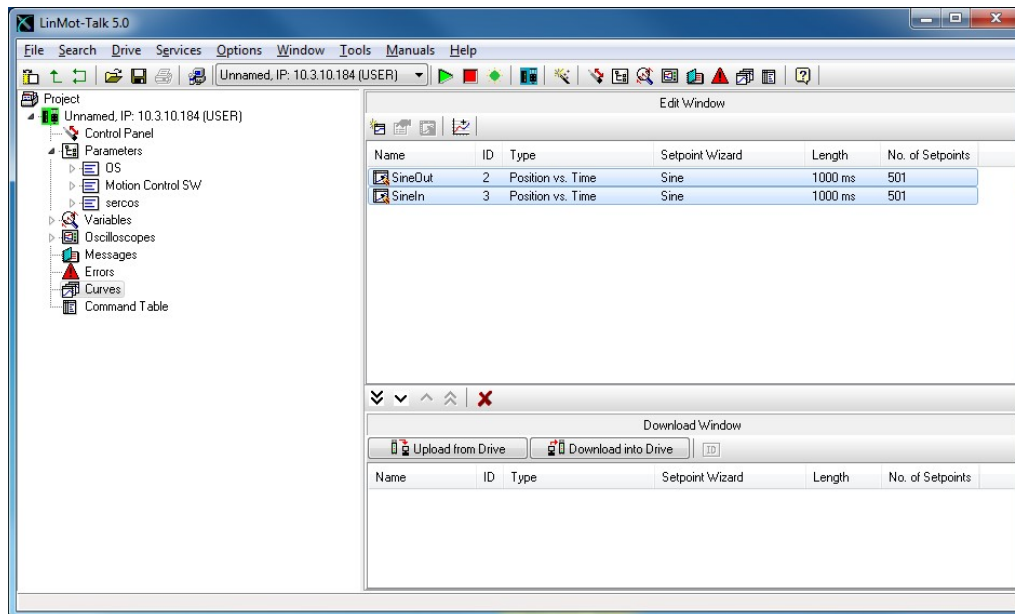 LinMot-Talk 5.0
File Search Drive Services Options Window Tools Manuals Help
Unnamed, IP: 10.3.10.184 (USER)
Project
Unnamed, IP: 10.3.10.184 (USER)
Control Panel
Parameters
OS
Motion Control SW
sercos
Variables
Oscilloscopes
Messages
Errors
Curves
Command Table
Edit Window
Name ID Type Setpoint Wizard Length No. of Setpoints
SineOut 2 Position vs. Time Sine 1000 ms 501
SineIn 3 Position vs. Time Sine 1000 ms 501
Download Window
Upload from Drive Download into Drive ID
Name ID Type Setpoint Wizard Length No. of Setpoints